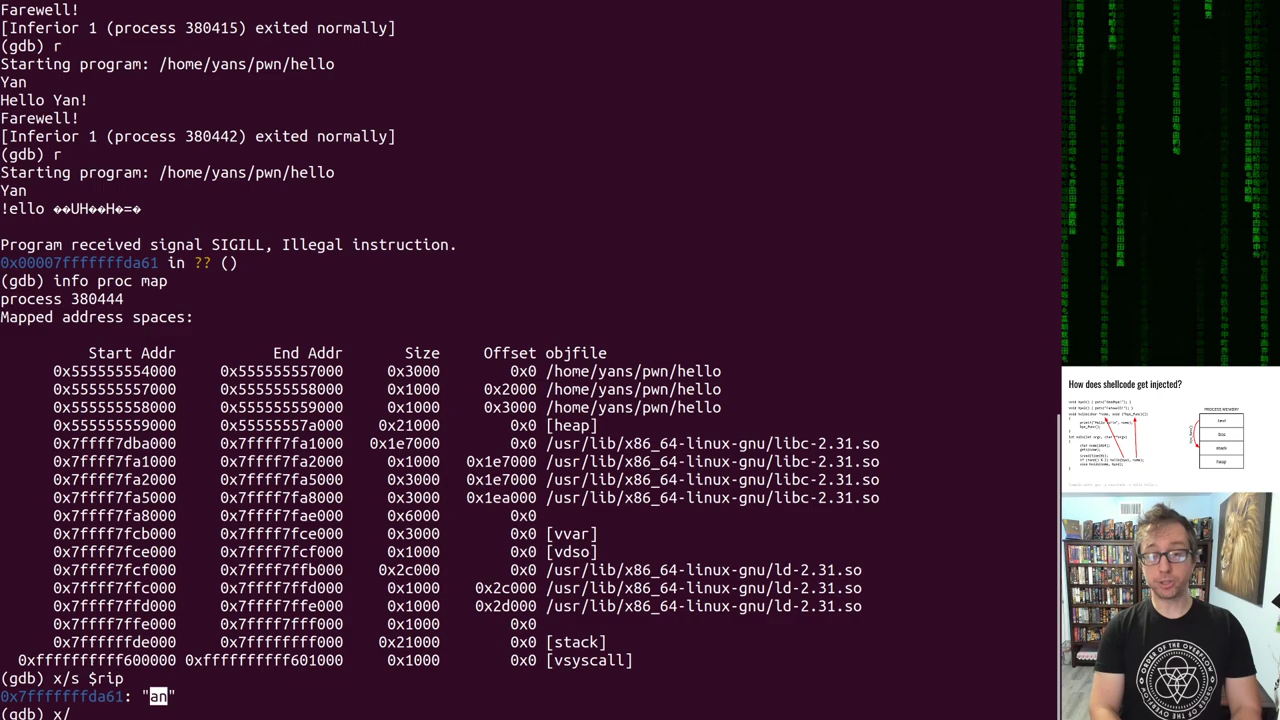 Farewell!
[Inferior 1 (process 380415) exited normally]
(gdb) r
Starting program: /home/yans/pwn/hello
Yan
Hello Yan!
Farewell!
[Inferior 1 (process 380442) exited normally]
(gdb) r
Starting program: /home/yans/pwn/hello
Yan
!ello ��UH��H�=�
Program received signal SIGILL, Illegal instruction.
0x00007fffffffda61 in ?? ()
(gdb) info proc map
process 380444
Mapped address spaces:
Start Addr End Addr Size Offset objfile
0x555555554000 0x555555557000 0x3000 0x0 /home/yans/pwn/hello
0x555555557000 0x555555558000 0x1000 0x2000 /home/yans/pwn/hello
0x555555558000 0x555555559000 0x1000 0x3000 /home/yans/pwn/hello
0x555555559000 0x55555557a000 0x21000 0x0 [heap]
0x7ffff7dba000 0x7ffff7fa1000 0x1e7000 0x0 /usr/lib/x86_64-linux-gnu/libc-2.31.so
0x7ffff7fa1000 0x7ffff7fa2000 0x1000 0x1e7000 /usr/lib/x86_64-linux-gnu/libc-2.31.so
0x7ffff7fa2000 0x7ffff7fa5000 0x3000 0x1e7000 /usr/lib/x86_64-linux-gnu/libc-2.31.so
0x7ffff7fa5000 0x7ffff7fa8000 0x3000 0x1ea000 /usr/lib/x86_64-linux-gnu/libc-2.31.so
0x7ffff7fa8000 0x7ffff7fae000 0x6000 0x0
0x7ffff7fcb000 0x7ffff7fce000 0x3000 0x0 [vvar]
0x7ffff7fce000 0x7ffff7fcf000 0x1000 0x0 [vdso]
0x7ffff7fcf000 0x7ffff7ffb000 0x2c000 0x0 /usr/lib/x86_64-linux-gnu/ld-2.31.so
0x7ffff7ffc000 0x7ffff7ffd000 0x1000 0x2c000 /usr/lib/x86_64-linux-gnu/ld-2.31.so
0x7ffff7ffd000 0x7ffff7ffe000 0x1000 0x2d000 /usr/lib/x86_64-linux-gnu/ld-2.31.so
0x7ffff7ffe000 0x7ffff7fff000 0x1000 0x0
0x7ffffffde000 0x7ffffffff000 0x21000 0x0 [stack]
0xffffffffff600000 0xffffffffff601000 0x1000 0x0 [vsyscall]
(gdb) x/s $rip
0x7fffffffda61: "an"
(gdb) x/
How does shellcode get injected?
PROCESS MEMORY
text
stack
heap
ORDER OF THE OVERFLOW